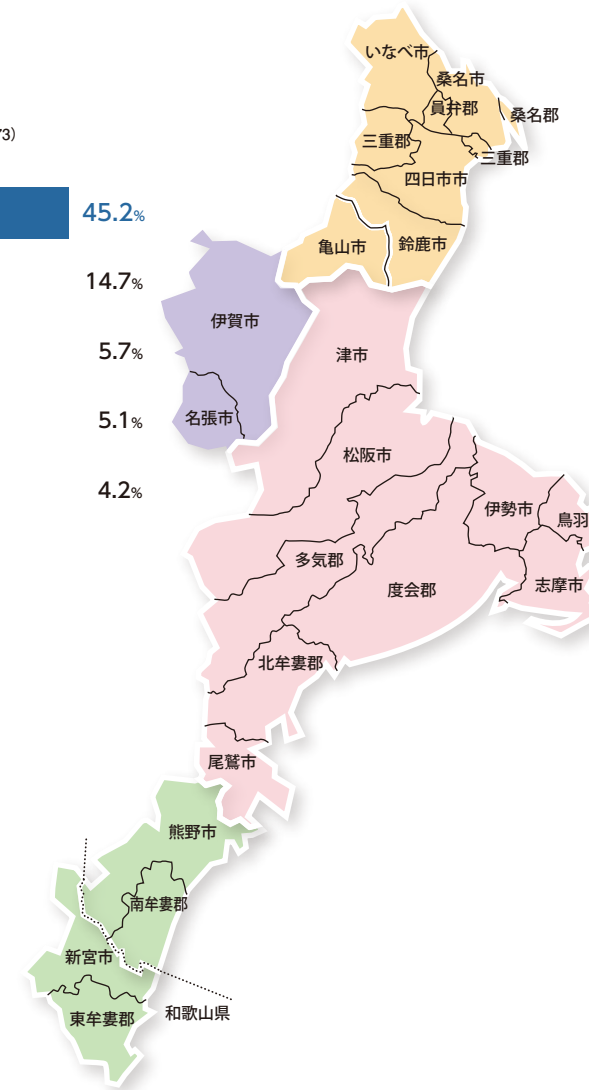 73）
45.2%
14.7%
5.7%
5.1%
4.2%
いなべ市
桑名市
員弁郡
桑名郡
三重郡
三重郡
四日市市
亀山市
鈴鹿市
伊賀市
名張市
津市
松阪市
伊勢市
鳥羽
志摩市
多気郡
度会郡
北牟婁郡
尾鷲市
熊野市
南牟婁郡
新宮市
東牟婁郡
和歌山県